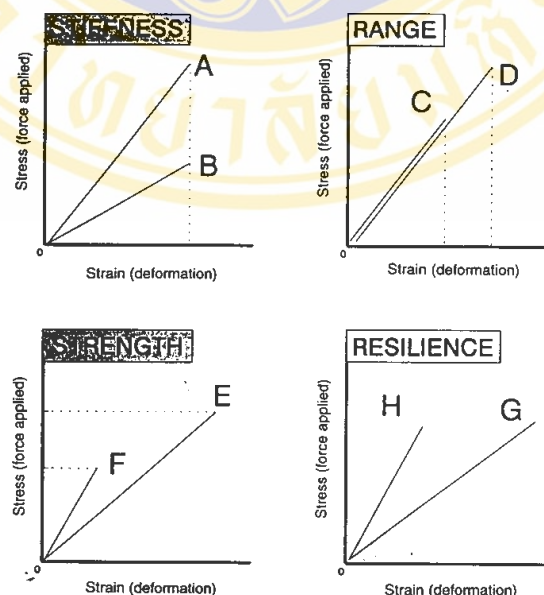 STIFFNESS
Stress (force applied)
A
B
0
Strain (deformation)
RANGE
Stress (force applied)
C
D
0
Strain (deformation)
STRENGTH
Stress (force applied)
E
F
0
Strain (deformation)
RESILIENCE
Stress (force applied)
H
G
0
Strain (deformation)